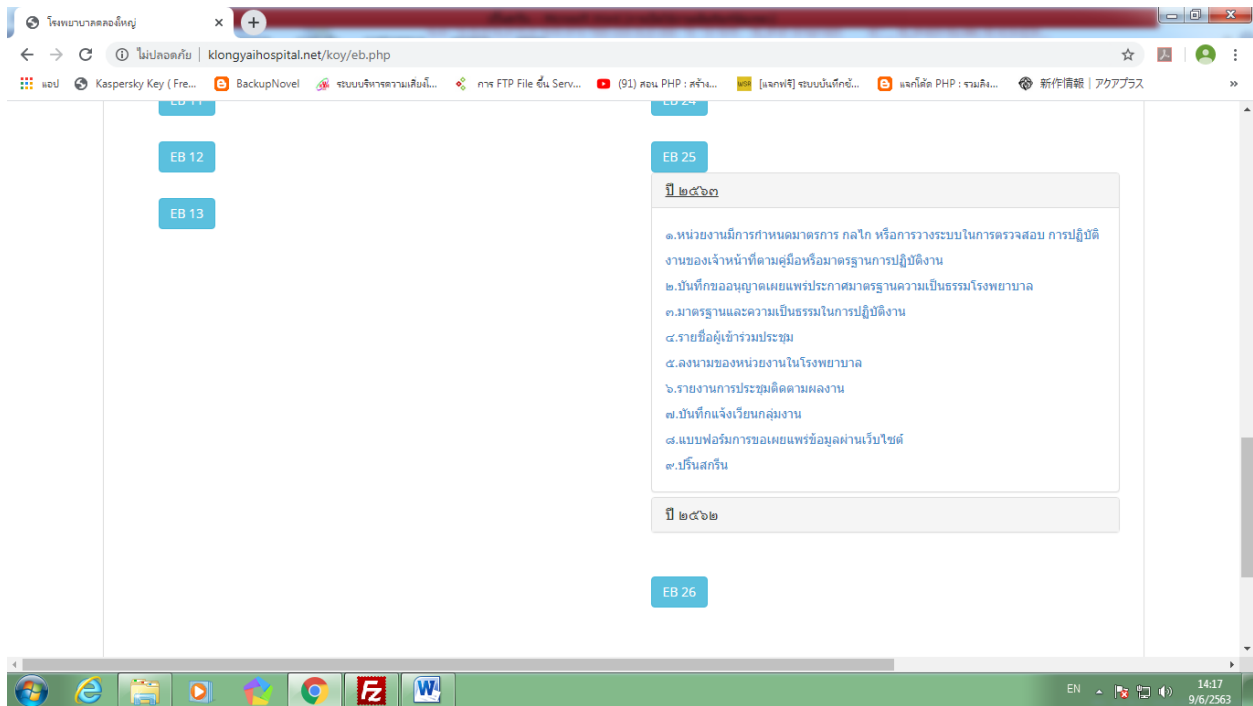 โรงพยาบาลคลองใหญ่
ไม่ปลอดภัย | klongyaihospital.net/koy/eb.php
แอป Kaspersky Key ( Fre... BackupNovel ระบบบริหารความเสี่ยงโ... การ FTP File ขึ้น Serv... (91) สอน PHP : สร้าง... [แจกฟรี] ระบบบันทึกข้... แจกโค้ด PHP : รวมลิง... 新作情報｜アクアプラス »
EB 11
EB 12
EB 13
EB 24
EB 25
ปี ๒๕๖๓
๑.หน่วยงานมีการกำหนดมาตรการ กลไก หรือการวางระบบในการตรวจสอบ การปฏิบัติ
งานของเจ้าหน้าที่ตามคู่มือหรือมาตรฐานการปฏิบัติงาน
๒.บันทึกขออนุญาตเผยแพร่ประกาศมาตรฐานความเป็นธรรมโรงพยาบาล
๓.มาตรฐานและความเป็นธรรมในการปฏิบัติงาน
๔.รายชื่อผู้เข้าร่วมประชุม
๕.ลงนามของหน่วยงานในโรงพยาบาล
๖.รายงานการประชุมติดตามผลงาน
๗.บันทึกแจ้งเวียนกลุ่มงาน
๘.แบบฟอร์มการขอเผยแพร่ข้อมูลผ่านเว็บไซต์
๙.ปริ้นสกรีน
ปี ๒๕๖๒
EB 26
EN
14:17
9/6/2563